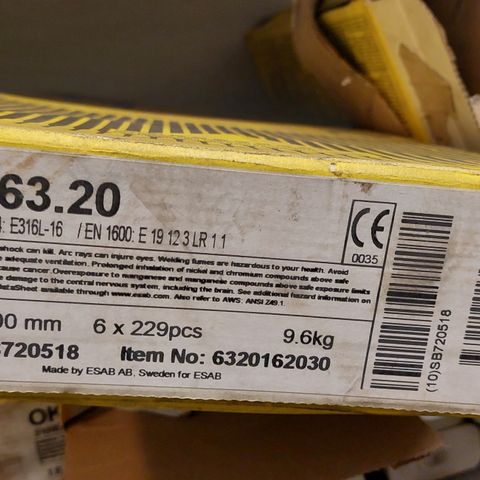 63.20
: E316L-16 / EN 1600: E 19 12 3 LR 1 1
CE
0035
shock can kill. Arc rays can injure eyes. Welding fumes are hazardous to your health. Avoid
adequate ventilation. Prolonged inhalation of nickel and chromium compounds above safe
cause cancer. Overexposure to manganese and manganese compounds above safe exposure limits
damage to the central nervous system, including the brain. See additional information on
DataSheet available through www.esab.com. Also refer to AWS: ANSI Z49.1.
00 mm 6 x 229pcs 9.6kg
B720518 Item No: 6320162030
Made by ESAB AB, Sweden for ESAB
(10)SB720518
OK